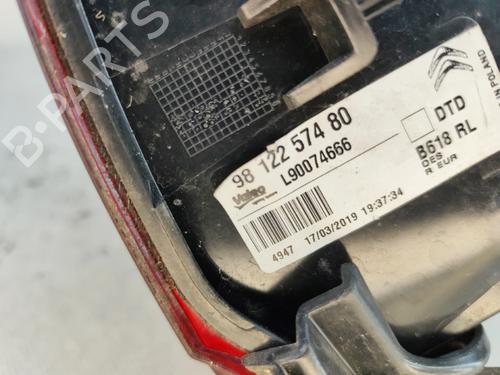 98 122 574 80
L90074666
Valeo
4947 17/03/2019 19:37:34
DTD
B618 RL
DES.
R. EUR
IN POLAND
B-PARTS